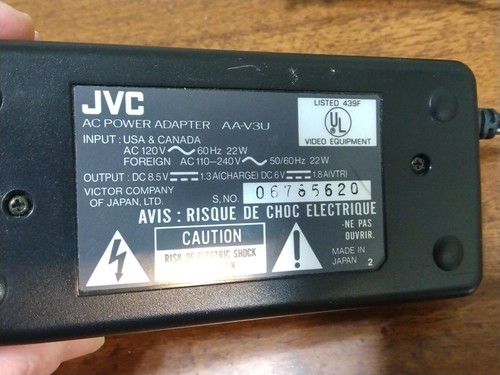 JVC
AC POWER ADAPTER AA-V3U
INPUT : USA & CANADA
AC 120V 60Hz 22W
FOREIGN AC 110-240V 50/60Hz 22W
OUTPUT : DC 8.5V 1.3A(CHARGE) DC 6V 1.8A(VTR)
VICTOR COMPANY
OF JAPAN, LTD.
S, NO. 06785620
LISTED 439F
UL
VIDEO EQUIPMENT
AVIS : RISQUE DE CHOC ELECTRIQUE
-NE PAS
OUVRIR.
CAUTION
RISK OF ELECTRIC SHOCK
MADE IN
JAPAN 2